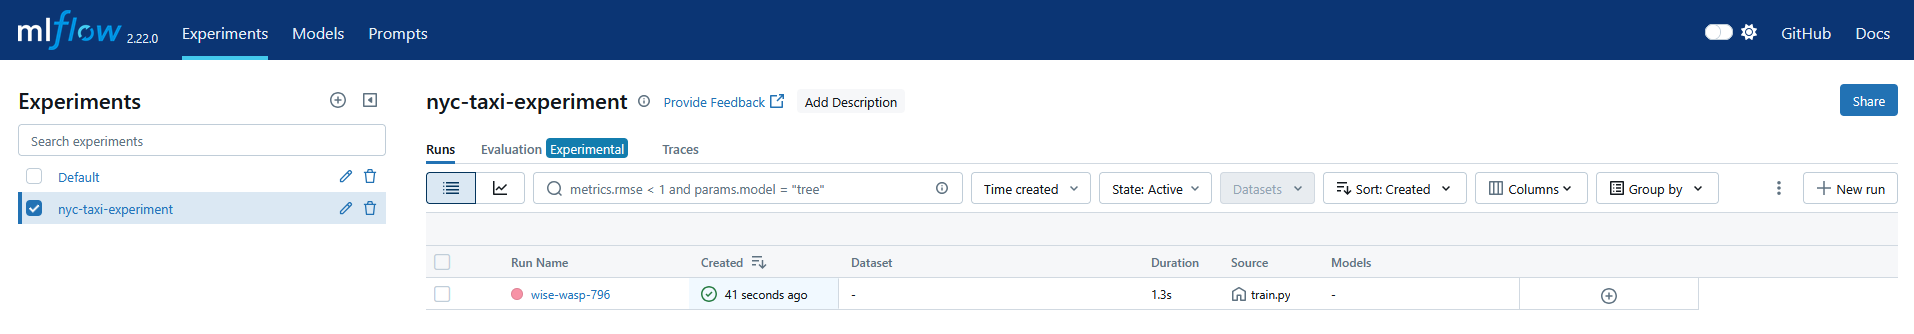 mlflow 2.22.0 Experiments Models Prompts GitHub Docs
Experiments
Search experiments
Default
nyc-taxi-experiment
nyc-taxi-experiment Provide Feedback Add Description Share
Runs Evaluation Experimental Traces
metrics.rmse < 1 and params.model = "tree" Time created State: Active Datasets Sort: Created Columns Group by New run
Run Name Created Dataset Duration Source Models
wise-wasp-796 41 seconds ago - 1.3s train.py -